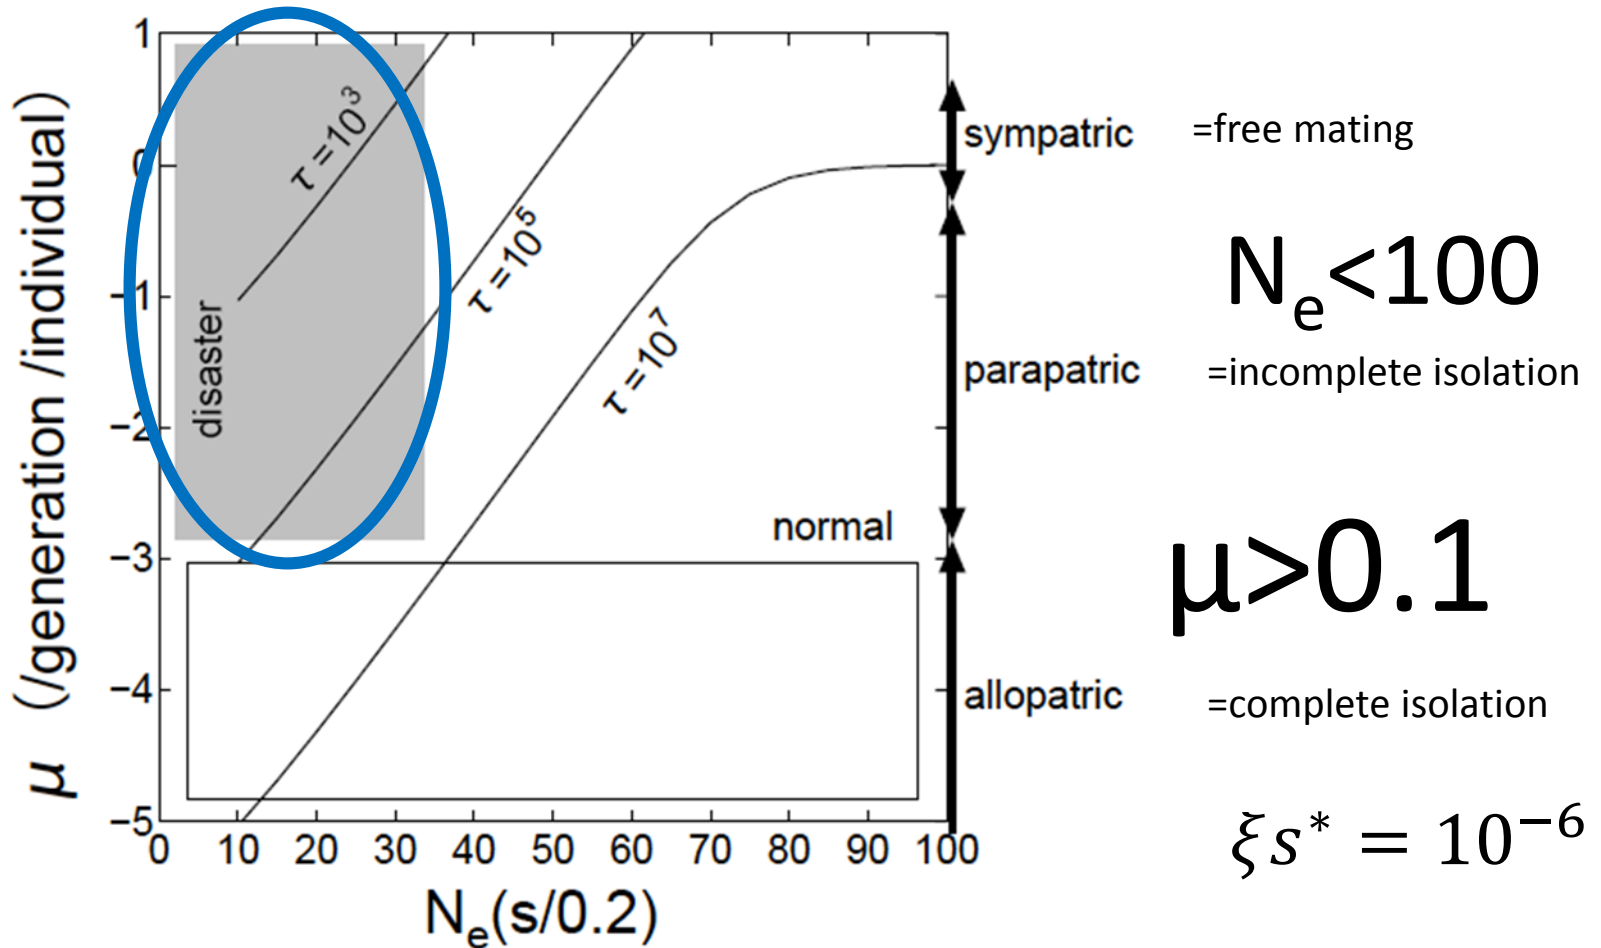 μ (/generation /individual)
1
0
−1
−2
−3
−4
−5
disaster
τ =10³
τ =10⁵
τ =10⁷
normal
0 10 20 30 40 50 60 70 80 90 100
Nₑ(s/0.2)
sympatric =free mating
Nₑ<100
parapatric =incomplete isolation
μ>0.1
allopatric =complete isolation
ξs* = 10⁻⁶